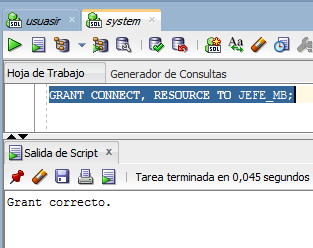 usuasir
system
Hoja de Trabajo
Generador de Consultas
GRANT CONNECT, RESOURCE TO JEFE_MB;
Salida de Script
Tarea terminada en 0,045 segundos
Grant correcto.